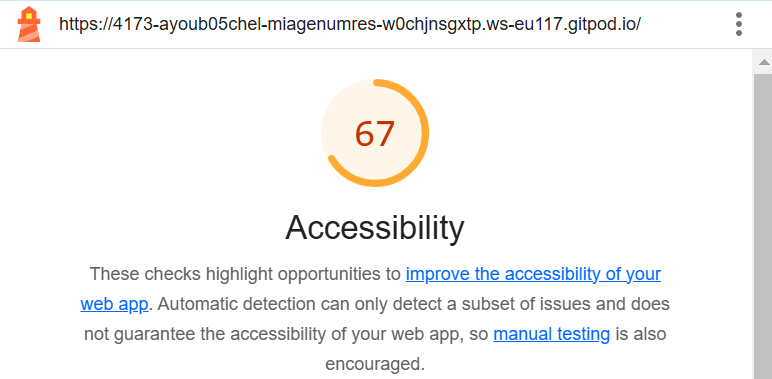 https://4173-ayoub05chel-miagenumres-w0chjnsgxtp.ws-eu117.gitpod.io/
67
Accessibility
These checks highlight opportunities to improve the accessibility of your
web app. Automatic detection can only detect a subset of issues and does
not guarantee the accessibility of your web app, so manual testing is also
encouraged.